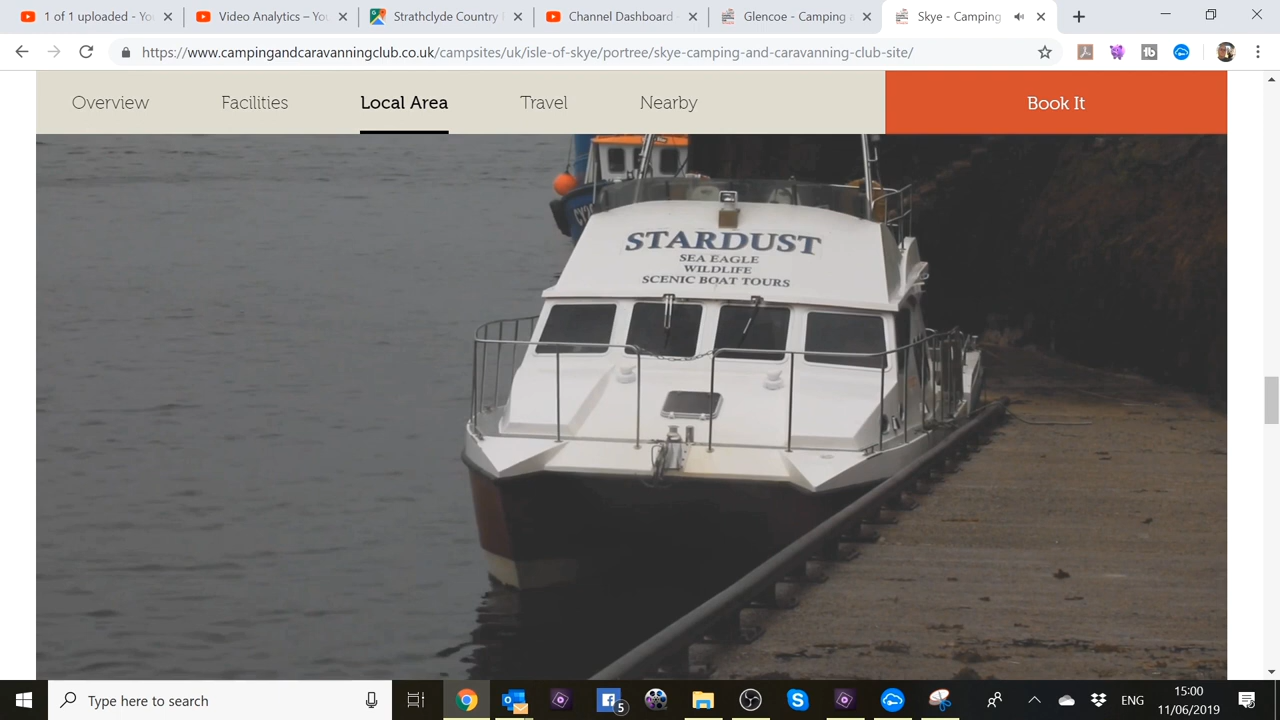 1 of 1 uploaded - Yo
Video Analytics – You
Strathclyde Country
Channel Dashboard -
Glencoe - Camping a
Skye - Camping
https://www.campingandcaravanningclub.co.uk/campsites/uk/isle-of-skye/portree/skye-camping-and-caravanning-club-site/
Overview
Facilities
Local Area
Travel
Nearby
Book It
STARDUST
SEA EAGLE
WILDLIFE
SCENIC BOAT TOURS
Type here to search
5
ENG
15:00
11/06/2019